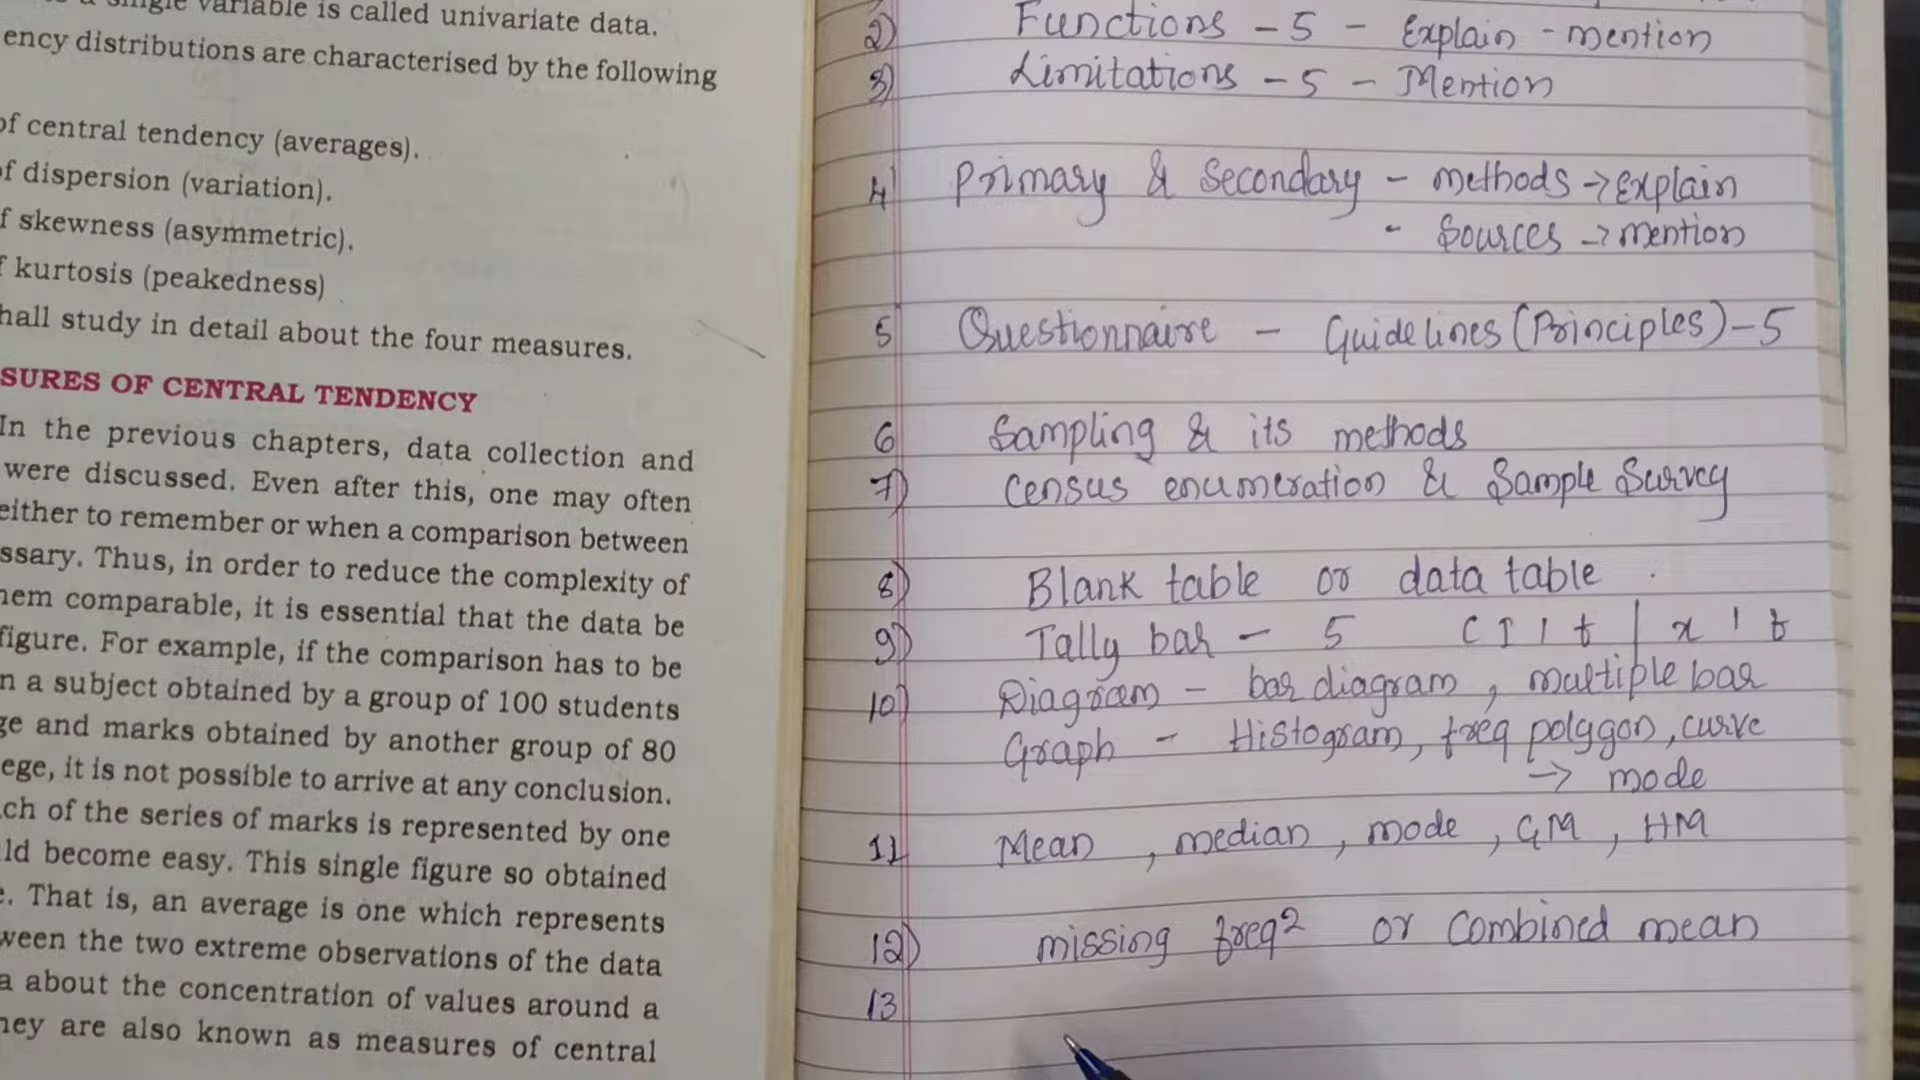 single variable is called univariate data.
ency distributions are characterised by the following
of central tendency (averages).
of dispersion (variation).
f skewness (asymmetric).
f kurtosis (peakedness)
hall study in detail about the four measures.
SURES OF CENTRAL TENDENCY
In the previous chapters, data collection and
were discussed. Even after this, one may often
either to remember or when a comparison between
ssary. Thus, in order to reduce the complexity of
hem comparable, it is essential that the data be
figure. For example, if the comparison has to be
n a subject obtained by a group of 100 students
ge and marks obtained by another group of 80
ege, it is not possible to arrive at any conclusion.
ch of the series of marks is represented by one
ld become easy. This single figure so obtained
e. That is, an average is one which represents
ween the two extreme observations of the data
a about the concentration of values around a
hey are also known as measures of central
2) Functions - 5 - Explain - mention
3) Limitations - 5 - Mention
4 Primary & Secondary - methods → Explain
- Sources → mention
5 Questionnaire - Guidelines (Principles) - 5
6 Sampling & its methods
7) Census enumeration & Sample Survey
8) Blank table or data table .
9) Tally bar - 5 C I | f | x | f
10) Diagram - bar diagram, multiple bar
Graph - Histogram, freq polygon, curve
→ mode
11 Mean, median, mode, GM, HM
12) missing freq2 or Combined mean
13